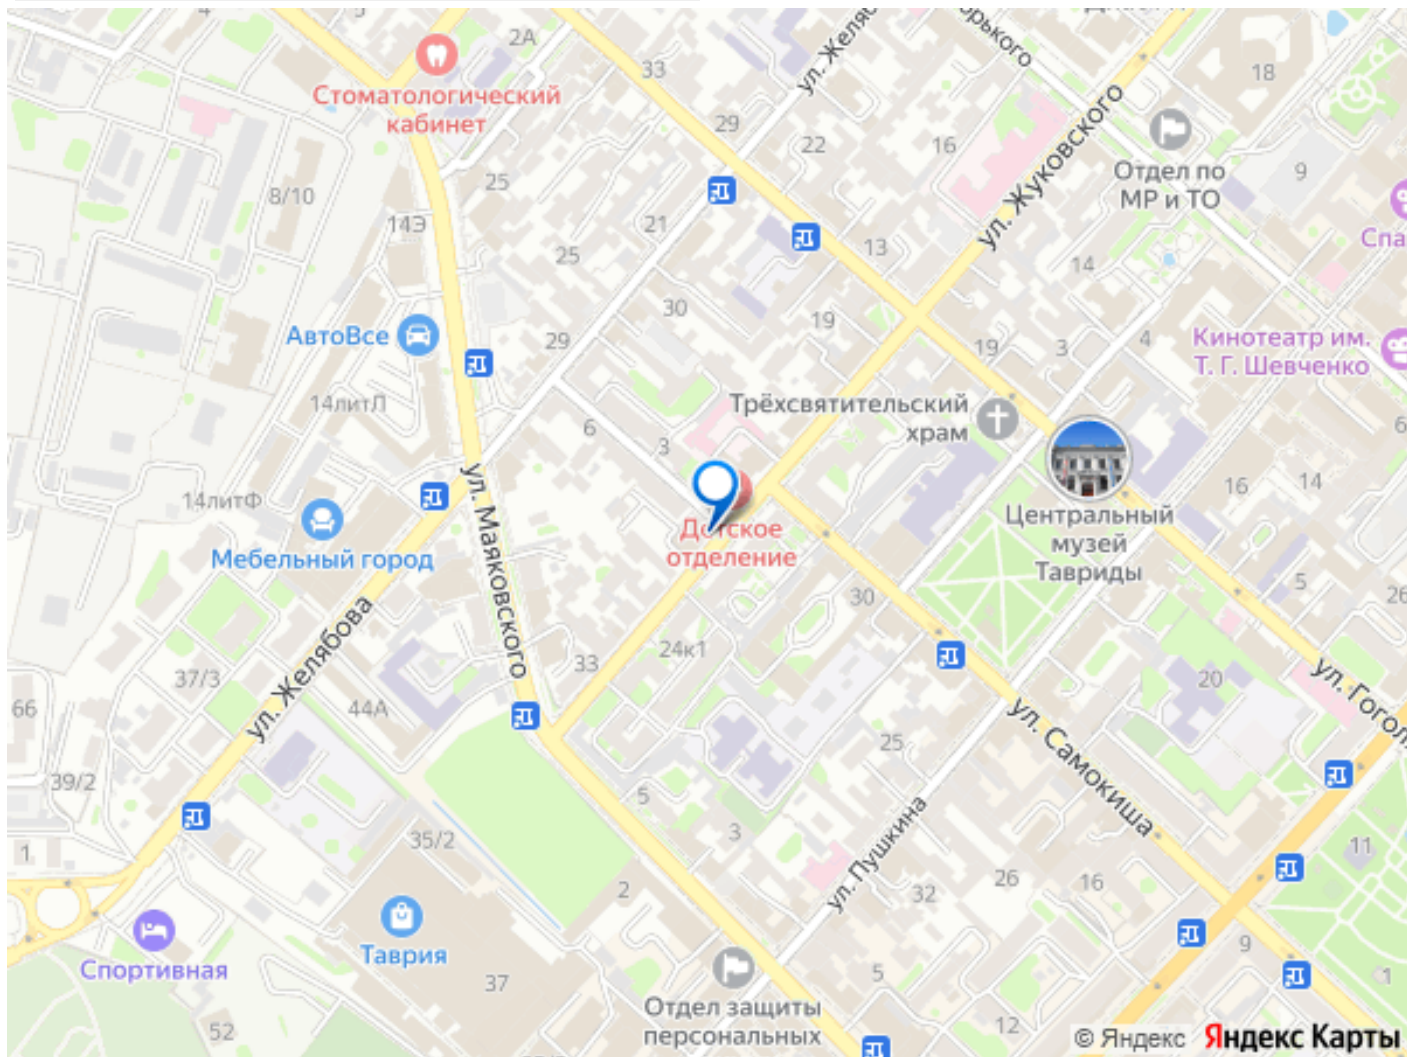 4
5
2А
ул. Желяб
Горького
18
33
Стоматологический
кабинет
29
22
16
ул. Жуковского
Отдел по
МР и ТО
9
8/10
25
14Э
21
25
13
14
Спа
30
19
АвтоВсе
29
19
3
4
Кинотеатр им.
Т. Г. Шевченко
14литЛ
6
3
Трёхсвятительский
храм
6
14литФ
ул. Маяковского
16
14
Центральный
музей
Тавриды
Детское
отделение
Мебельный город
5
26
30
ул. Желябова
33
24к1
37/3
20
ул. Гоголя
66
44А
25
ул. Самокиша
39/2
5
3
ул. Пушкина
11
35/2
1
2
32
26
16
Таврия
Спортивная
9
37
5
1
52
Отдел защиты
персональных
12
© Яндекс Яндекс Карты